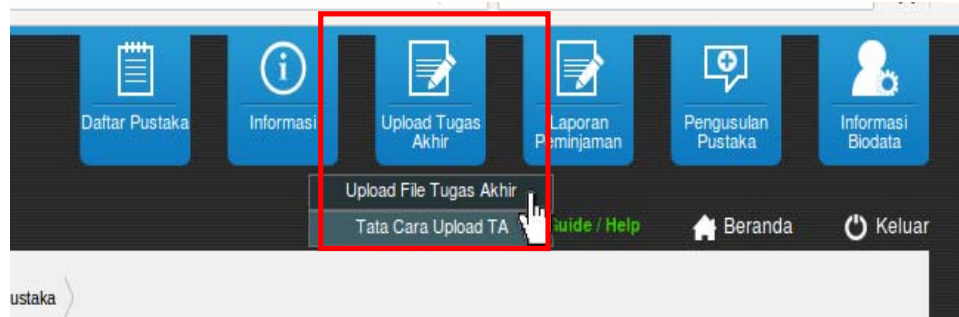 Daftar Pustaka
Informasi
Upload Tugas
Akhir
Laporan
Peminjaman
Pengusulan
Pustaka
Informasi
Biodata
Upload File Tugas Akhir
Tata Cara Upload TA
Guide / Help
Beranda
Keluar
ustaka